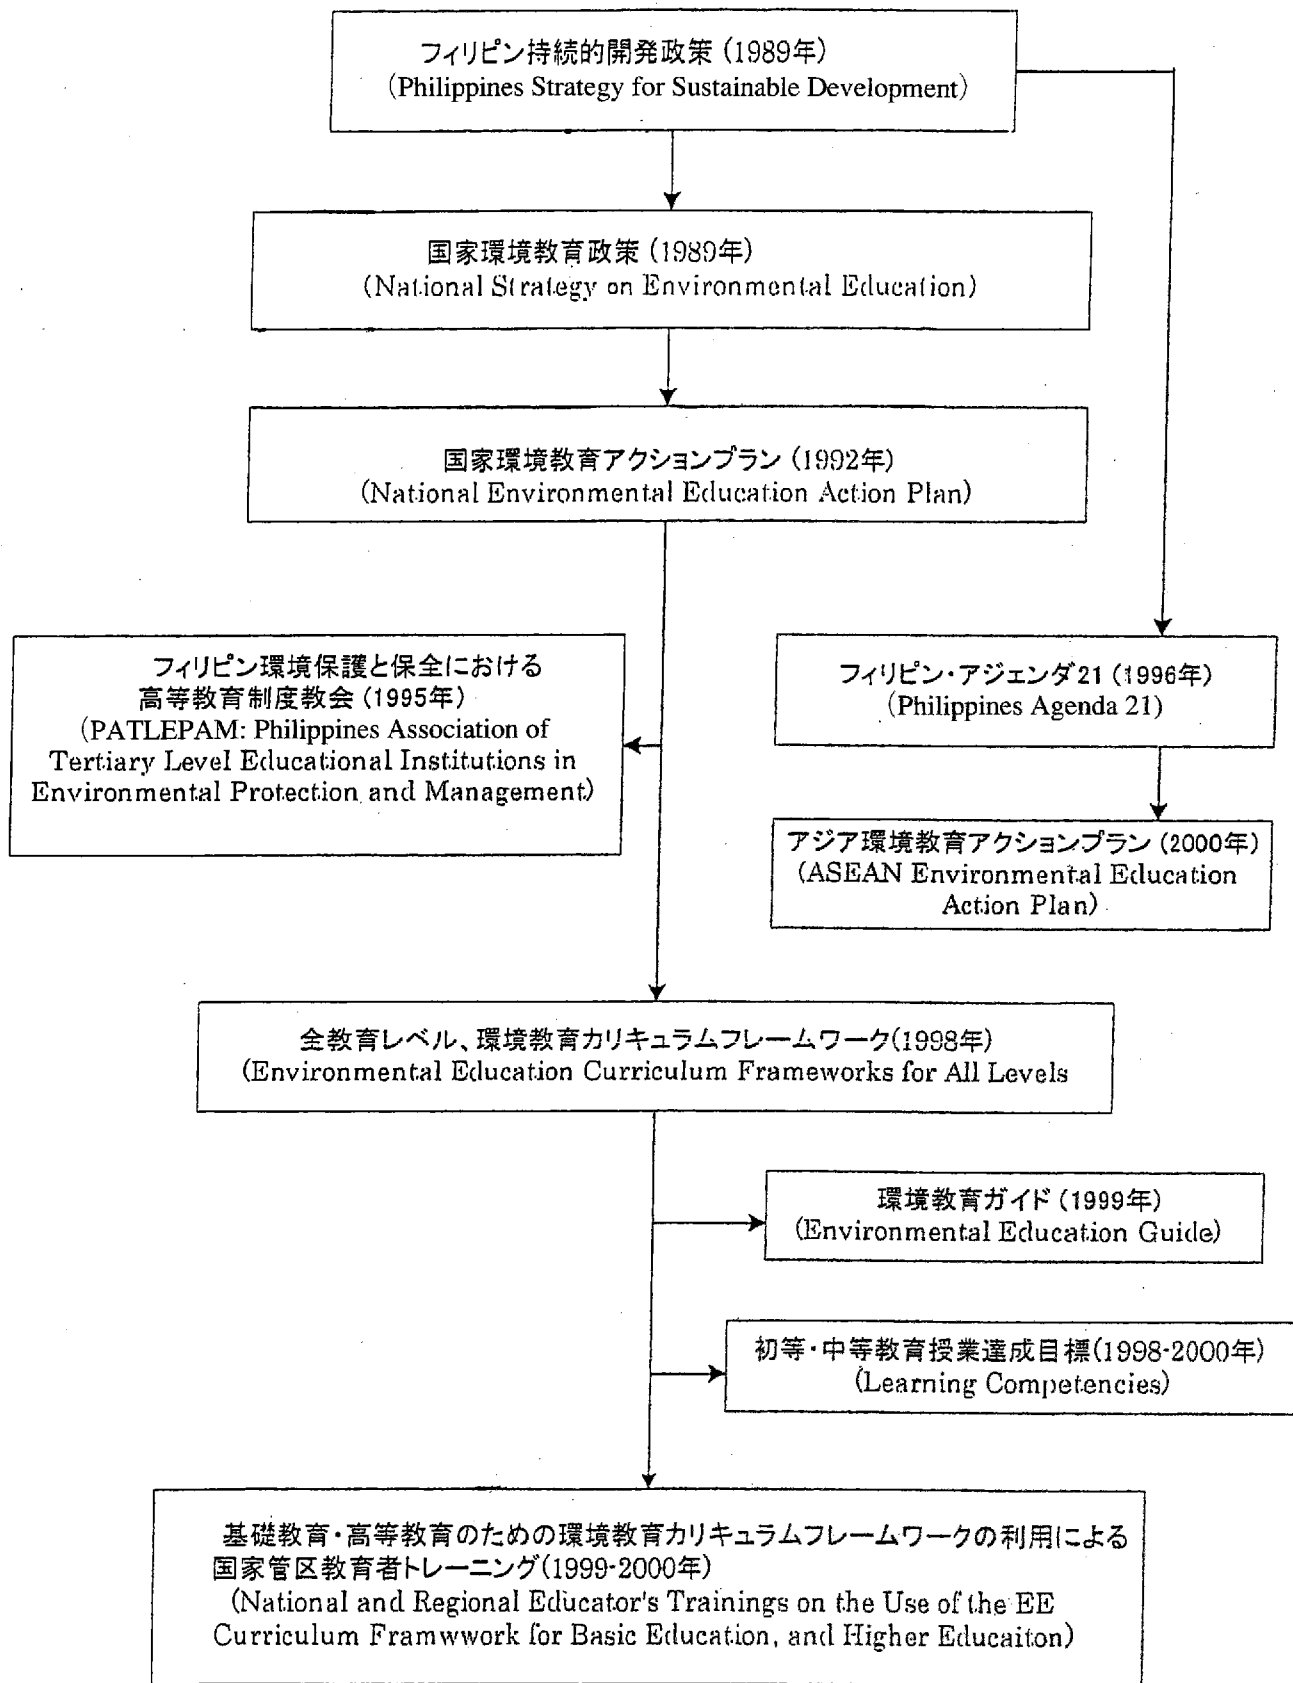 フィリピン持続的開発政策 (1989年)
(Philippines Strategy for Sustainable Development)
国家環境教育政策 (1989年)
(National Strategy on Environmental Education)
国家環境教育アクションプラン (1992年)
(National Environmental Education Action Plan)
フィリピン環境保護と保全における
高等教育制度教会 (1995年)
(PATLEPAM: Philippines Association of
Tertiary Level Educational Institutions in
Environmental Protection and Management)
フィリピン・アジェンダ21 (1996年)
(Philippines Agenda 21)
アジア環境教育アクションプラン (2000年)
(ASEAN Environmental Education
Action Plan)
全教育レベル、環境教育カリキュラムフレームワーク(1998年)
(Environmental Education Curriculum Frameworks for All Levels
環境教育ガイド (1999年)
(Environmental Education Guide)
初等・中等教育授業達成目標(1998-2000年)
(Learning Competencies)
基礎教育・高等教育のための環境教育カリキュラムフレームワークの利用による
国家管区教育者トレーニング(1999-2000年)
(National and Regional Educator's Trainings on the Use of the EE
Curriculum Framwwork for Basic Education, and Higher Educaiton)